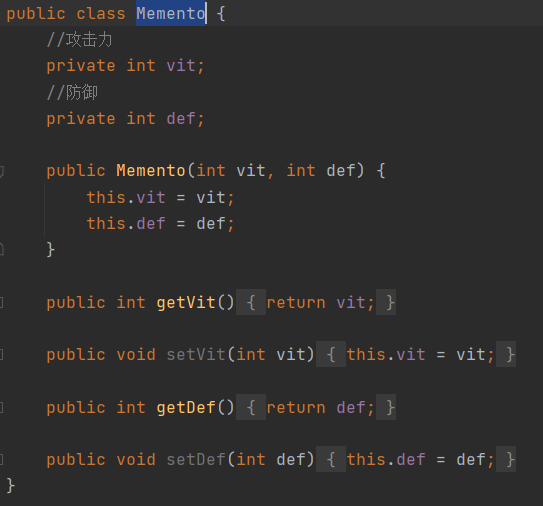 public class Memento {
    //攻击力
    private int vit;
    //防御
    private int def;
    public Memento(int vit, int def) {
        this.vit = vit;
        this.def = def;
    }
    public int getVit() { return vit; }
    public void setVit(int vit) { this.vit = vit; }
    public int getDef() { return def; }
    public void setDef(int def) { this.def = def; }
}